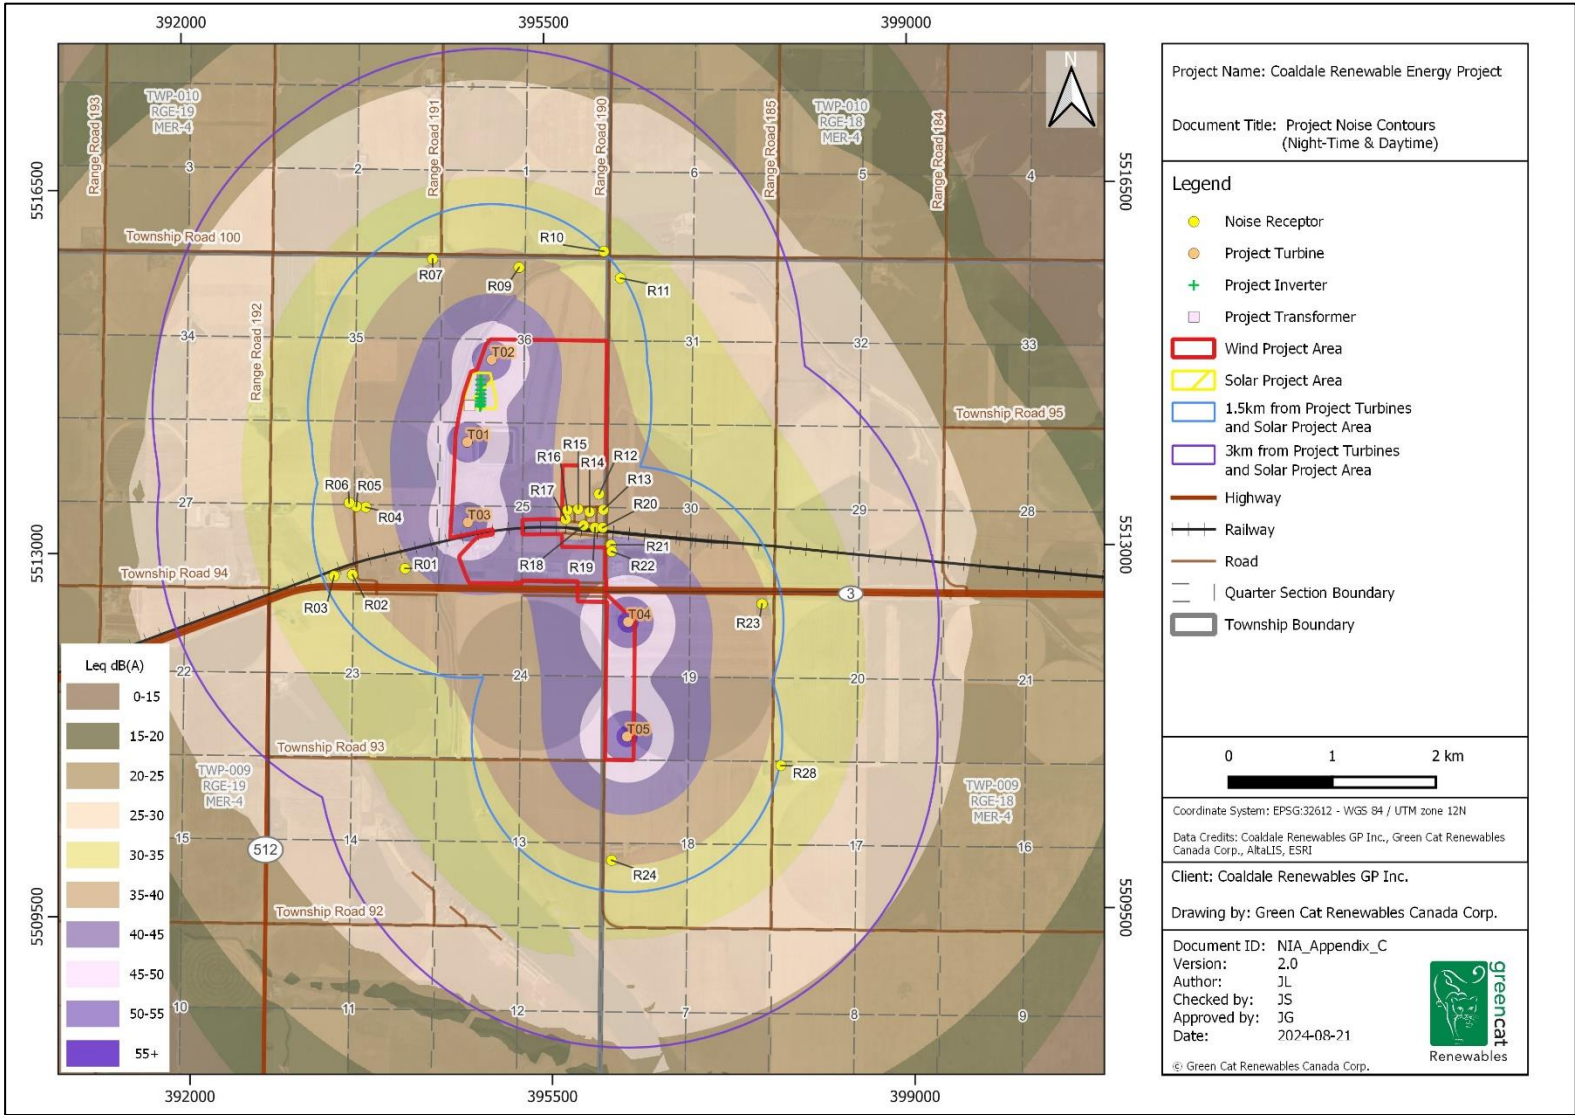 392000
395500
399000
5516500
5513000
5509500
5516500
5513000
5509500
392000
395500
399000
N
TWP-010
RGE-19
MER-4
TWP-010
RGE-18
MER-4
Range Road 193
Range Road 191
Range Road 190
Range Road 185
Range Road 184
Range Road 192
3
2
1
6
5
4
Township Road 100
R10
R07
R09
R11
34
35
36
31
32
33
T02
Township Road 95
T01
R15
R16
R14
R12
R17
R13
R06
R05
R20
R04
27
25
30
29
28
T03
R18
R19
R21
R22
R01
Township Road 94
R03
R02
3
T04
R23
22
23
24
19
20
21
T05
Township Road 93
TWP-009
RGE-19
MER-4
R28
TWP-009
RGE-18
MER-4
15
14
13
18
17
16
512
R24
Township Road 92
10
11
12
7
8
9
Leq dB(A)
0-15
15-20
20-25
25-30
30-35
35-40
40-45
45-50
50-55
55+
Project Name: Coaldale Renewable Energy Project
Document Title: Project Noise Contours
(Night-Time & Daytime)
Legend
Noise Receptor
Project Turbine
Project Inverter
Project Transformer
Wind Project Area
Solar Project Area
1.5km from Project Turbines
and Solar Project Area
3km from Project Turbines
and Solar Project Area
Highway
Railway
Road
Quarter Section Boundary
Township Boundary
0 1 2 km
Coordinate System: EPSG:32612 - WGS 84 / UTM zone 12N
Data Credits: Coaldale Renewables GP Inc., Green Cat Renewables
Canada Corp., AltaLIS, ESRI
Client: Coaldale Renewables GP Inc.
Drawing by: Green Cat Renewables Canada Corp.
Document ID: NIA_Appendix_C
Version: 2.0
Author: JL
Checked by: JS
Approved by: JG
Date: 2024-08-21
© Green Cat Renewables Canada Corp.
greencat
Renewables